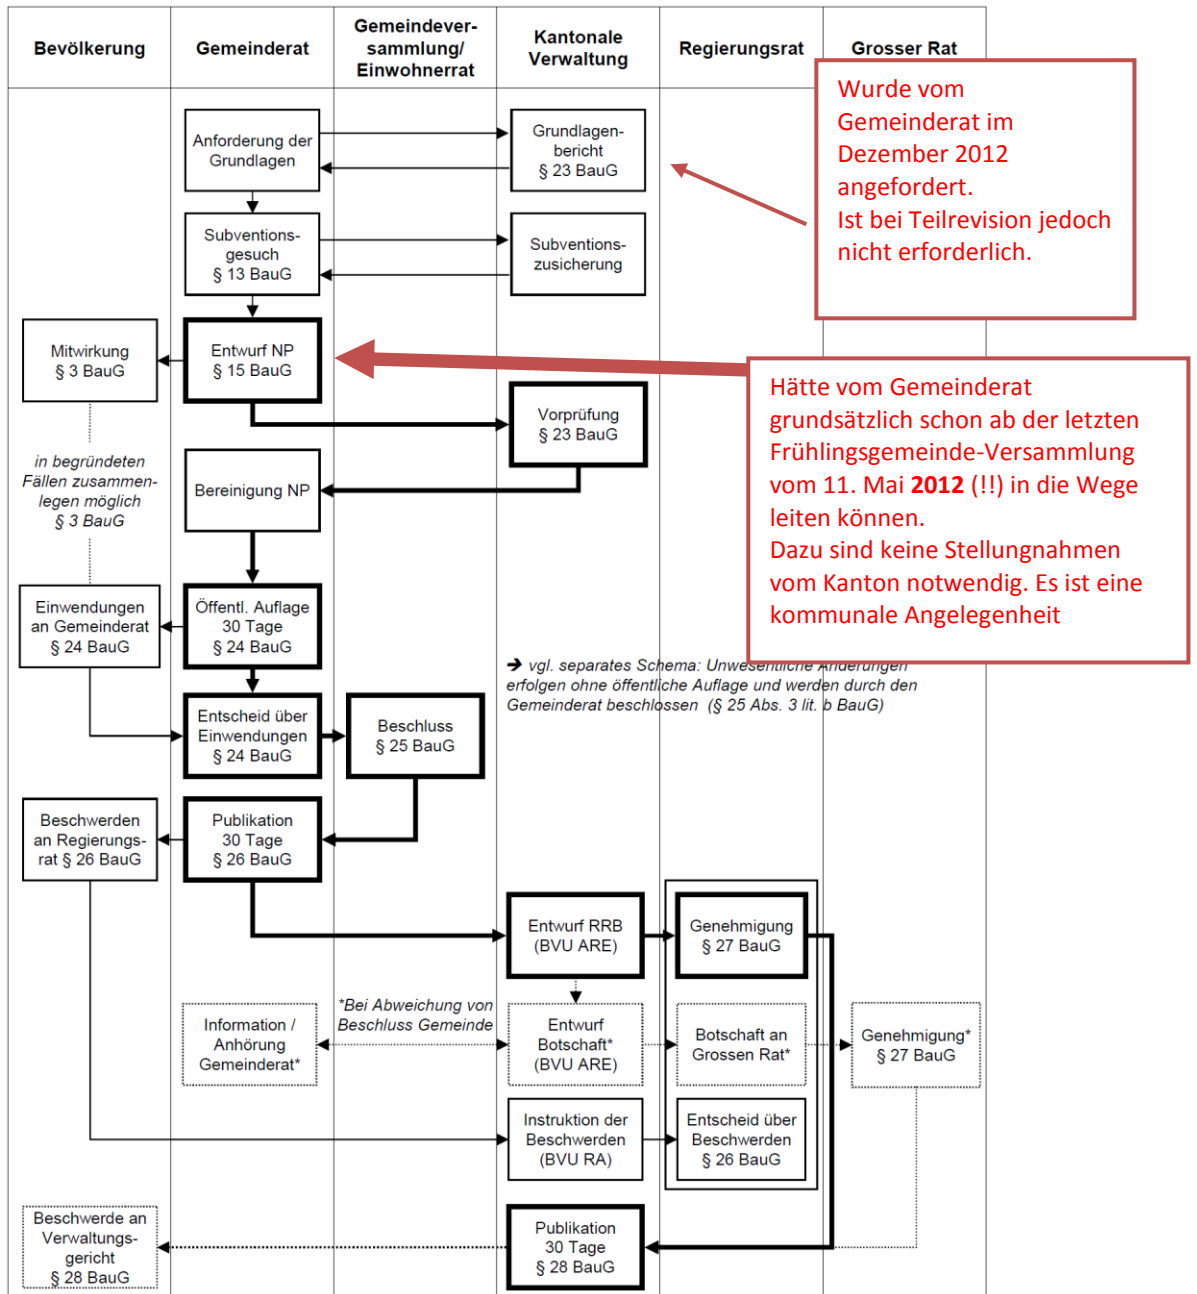 Bevölkerung
Gemeinderat
Gemeindever-
sammlung/
Einwohnerrat
Kantonale
Verwaltung
Regierungsrat
Grosser Rat
Anforderung der
Grundlagen
Grundlagen-
bericht
§ 23 BauG
Wurde vom
Gemeinderat im
Dezember 2012
angefordert.
Ist bei Teilrevision jedoch
nicht erforderlich.
Subventions-
gesuch
§ 13 BauG
Subventions-
zusicherung
Mitwirkung
§ 3 BauG
Entwurf NP
§ 15 BauG
Hätte vom Gemeinderat
grundsätzlich schon ab der letzten
Frühlingsgemeinde-Versammlung
vom 11. Mai 2012 (!!) in die Wege
leiten können.
Dazu sind keine Stellungnahmen
vom Kanton notwendig. Es ist eine
kommunale Angelegenheit
Vorprüfung
§ 23 BauG
in begründeten
Fällen zusammen-
legen möglich
§ 3 BauG
Bereinigung NP
Einwendungen
an Gemeinderat
§ 24 BauG
Öffentl. Auflage
30 Tage
§ 24 BauG
➔ vgl. separates Schema: Unwesentliche Änderungen
erfolgen ohne öffentliche Auflage und werden durch den
Gemeinderat beschlossen (§ 25 Abs. 3 lit. b BauG)
Entscheid über
Einwendungen
§ 24 BauG
Beschluss
§ 25 BauG
Beschwerden
an Regierungs-
rat § 26 BauG
Publikation
30 Tage
§ 26 BauG
Entwurf RRB
(BVU ARE)
Genehmigung
§ 27 BauG
*Bei Abweichung von
Beschluss Gemeinde
Information /
Anhörung
Gemeinderat*
Entwurf
Botschaft*
(BVU ARE)
Botschaft an
Grossen Rat*
Genehmigung*
§ 27 BauG
Instruktion der
Beschwerden
(BVU RA)
Entscheid über
Beschwerden
§ 26 BauG
Beschwerde an
Verwaltungs-
gericht
§ 28 BauG
Publikation
30 Tage
§ 28 BauG